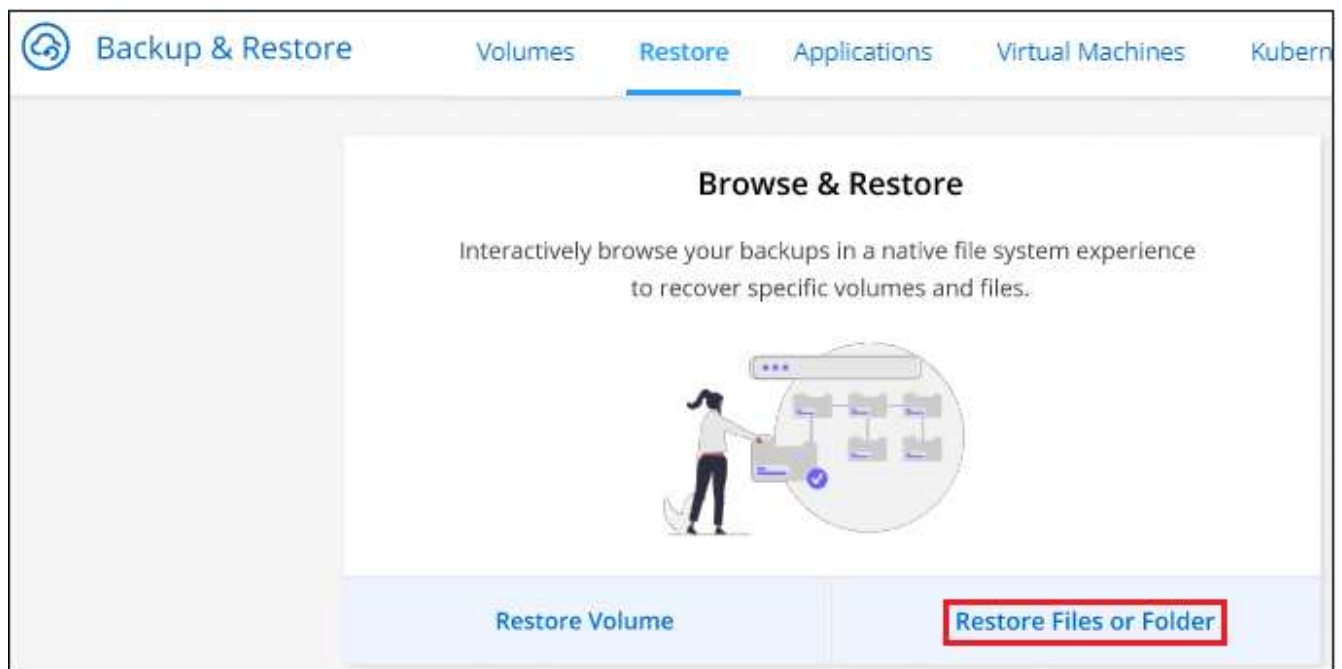 Backup & Restore Volumes Restore Applications Virtual Machines Kubern
Browse & Restore
Interactively browse your backups in a native file system experience
to recover specific volumes and files.
Restore Volume Restore Files or Folder